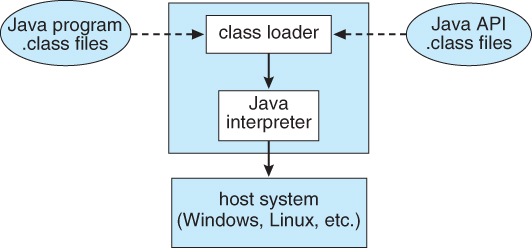 Java program
.class files
class loader
Java API
.class files
Java
interpreter
host system
(Windows, Linux, etc.)